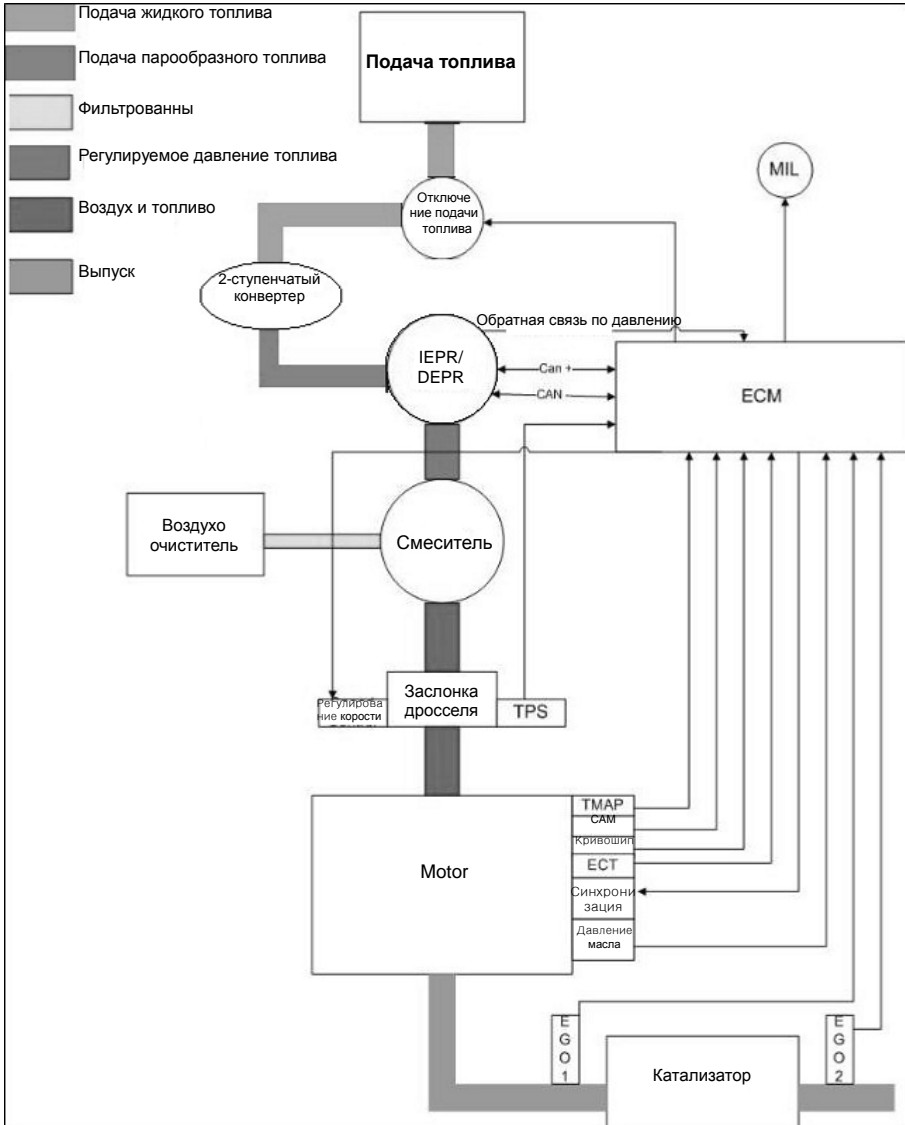 Подача жидкого топлива
Подача парообразного топлива
Фильтрованны
Регулируемое давление топлива
Воздух и топливо
Выпуск
Подача топлива
Отключе
ние подачи
топлива
MIL
2-ступенчатый
конвертер
Обратная связь по давлению
IEPR/
DEPR
Can +
CAN
ECM
Воздухо
очиститель
Смеситель
Регулирова
ние корости
Заслонка
дросселя
TPS
Motor
TMAP
CAM
Кривошип
ECT
Синхрони
зация
Давление
масла
E
G
O
1
E
G
O
2
Катализатор